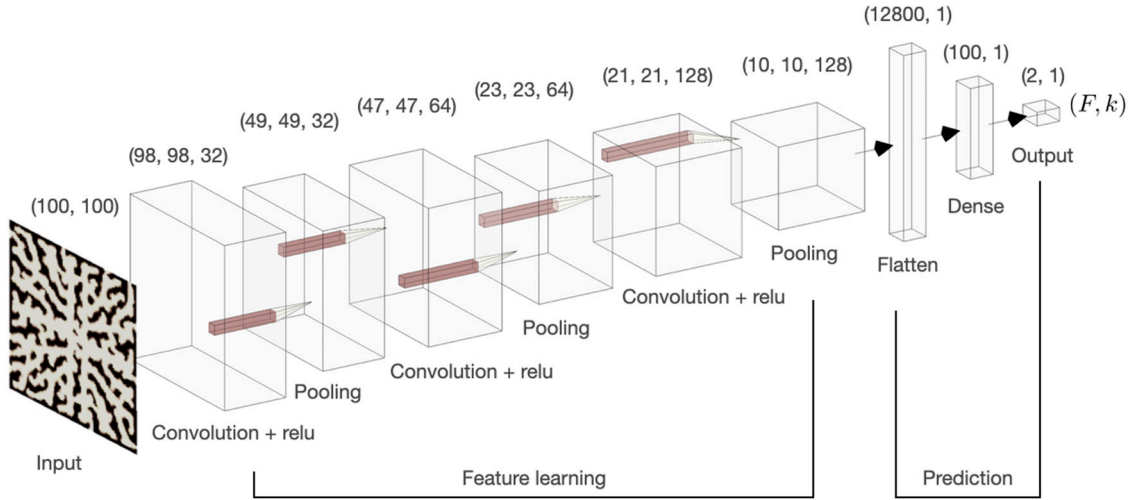 (100, 100)
(98, 98, 32)
(49, 49, 32)
(47, 47, 64)
(23, 23, 64)
(21, 21, 128)
(10, 10, 128)
(12800, 1)
(100, 1)
(2, 1)
(F, k)
Input
Convolution + relu
Pooling
Convolution + relu
Pooling
Convolution + relu
Pooling
Flatten
Dense
Output
Feature learning
Prediction